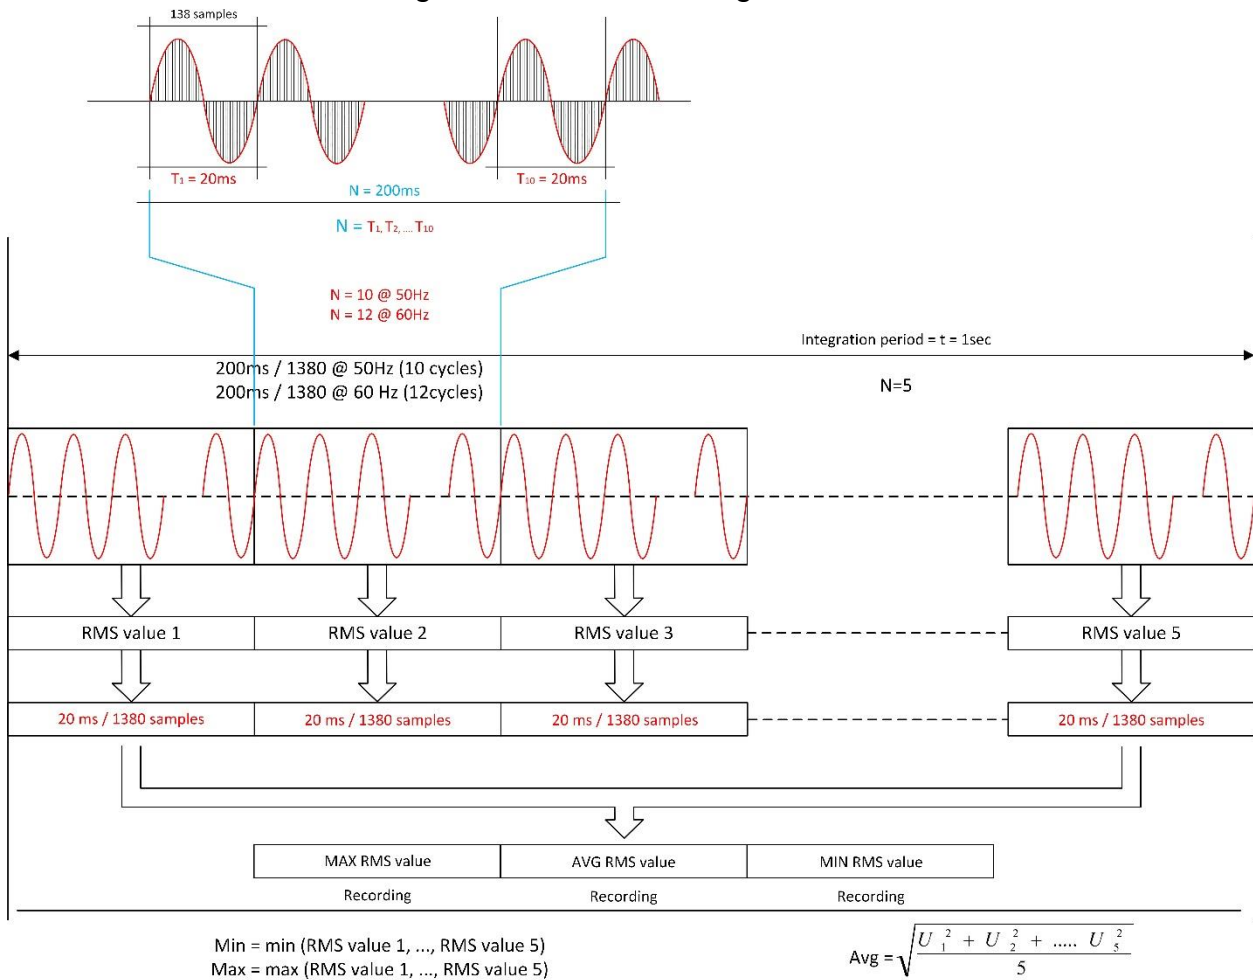 138 samples
T1 = 20ms
T10 = 20ms
N = 200ms
N = T1, T2, .... T10
N = 10 @ 50Hz
N = 12 @ 60Hz
Integration period = t = 1sec
200ms / 1380 @ 50Hz (10 cycles)
200ms / 1380 @ 60 Hz (12cycles)
N=5
RMS value 1 RMS value 2 RMS value 3 RMS value 5
20 ms / 1380 samples 20 ms / 1380 samples 20 ms / 1380 samples 20 ms / 1380 samples
MAX RMS value AVG RMS value MIN RMS value
Recording Recording Recording
Min = min (RMS value 1, ..., RMS value 5)
Max = max (RMS value 1, ..., RMS value 5)
Avg = √((U₁² + U₂² + ..... U₅²) / 5)